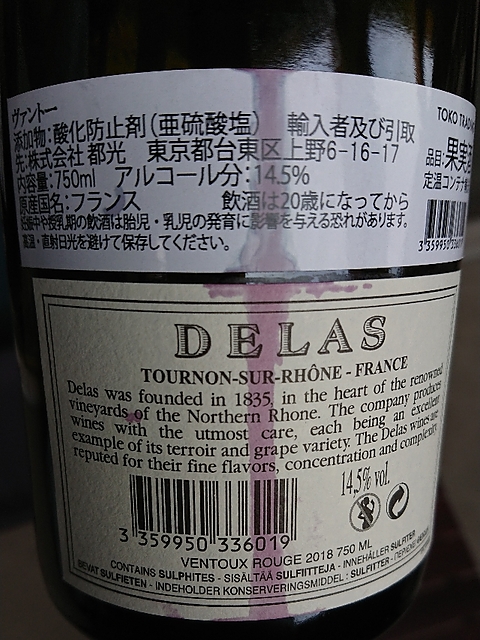 ヴァントー
添加物:酸化防止剤(亜硫酸塩) 輸入者及び引取
先:株式会社 都光 東京都台東区上野6-16-17
内容量:750ml アルコール分:14.5%
原産国名:フランス 飲酒は20歳になってから
妊娠中や授乳期の飲酒は胎児・乳児の発育に影響を与える恐れがあります。
高温・直射日光を避けて保存してください。
TOKO TRADI
品目:果実酒
定温コンテナ
3 359950 33601
DELAS
TOURNON-SUR-RHÔNE - FRANCE
Delas was founded in 1835, in the heart of the renowned
vineyards of the Northern Rhone. The company produces
wines with the utmost care, each being an excellent
example of its terroir and grape variety. The Delas wines are
reputed for their fine flavors, concentration and complexity.
14,5% vol.
3 359950 336019
VENTOUX ROUGE 2018 750 ML
CONTAINS SULPHITES - SISÄLTÄÄ SULFIITTEJA - INNEHÅLLER SULFITER
BEVAT SULFIETEN - INDEHOLDER KONSERVERINGSMIDDEL : SULFITTER -